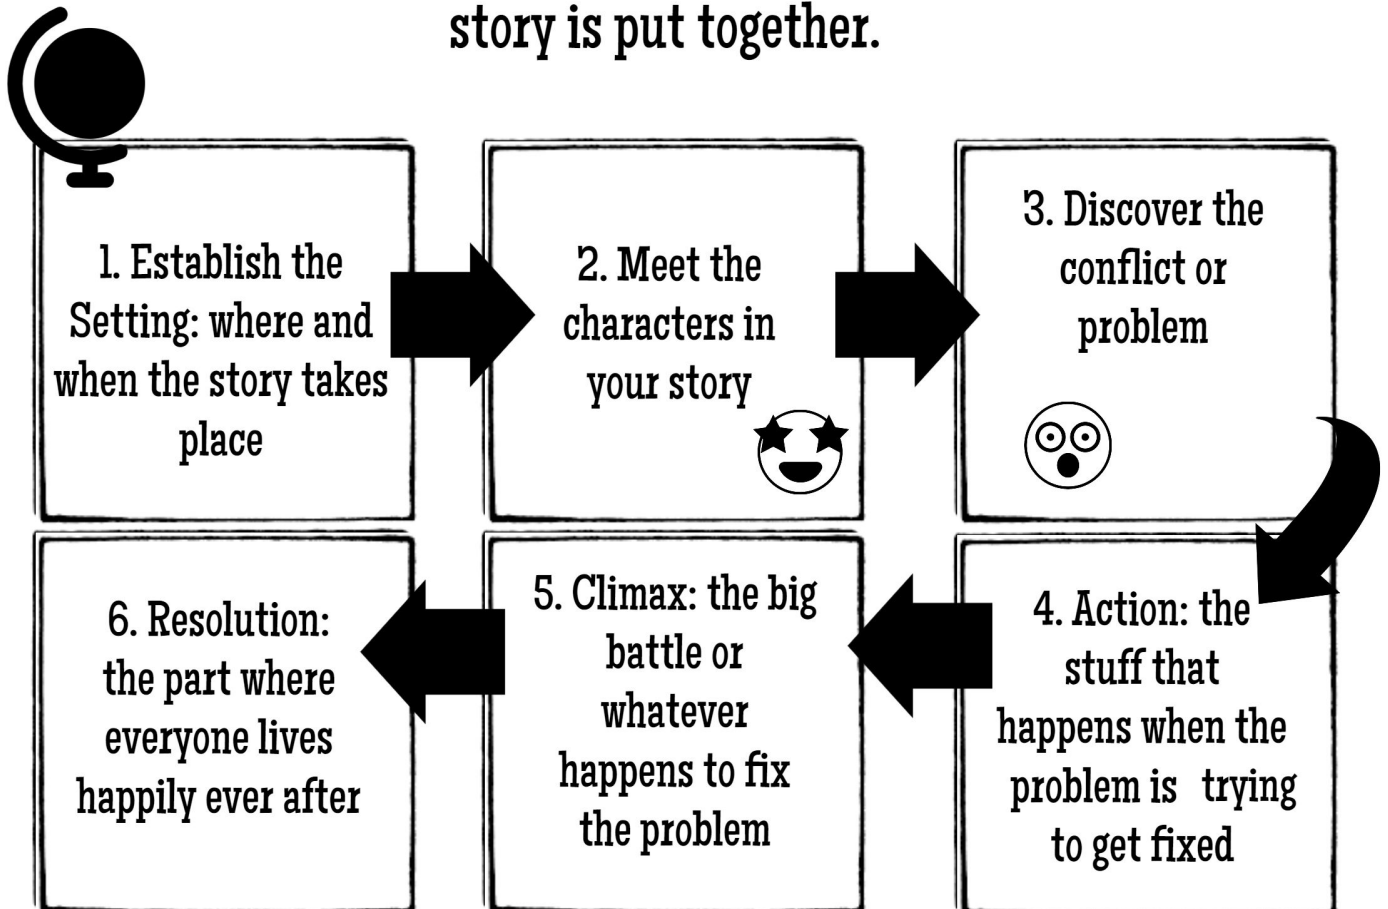 story is put together.
1. Establish the
Setting: where and
when the story takes
place
2. Meet the
characters in
your story
3. Discover the
conflict or
problem
4. Action: the
stuff that
happens when the
problem is trying
to get fixed
5. Climax: the big
battle or
whatever
happens to fix
the problem
6. Resolution:
the part where
everyone lives
happily ever after